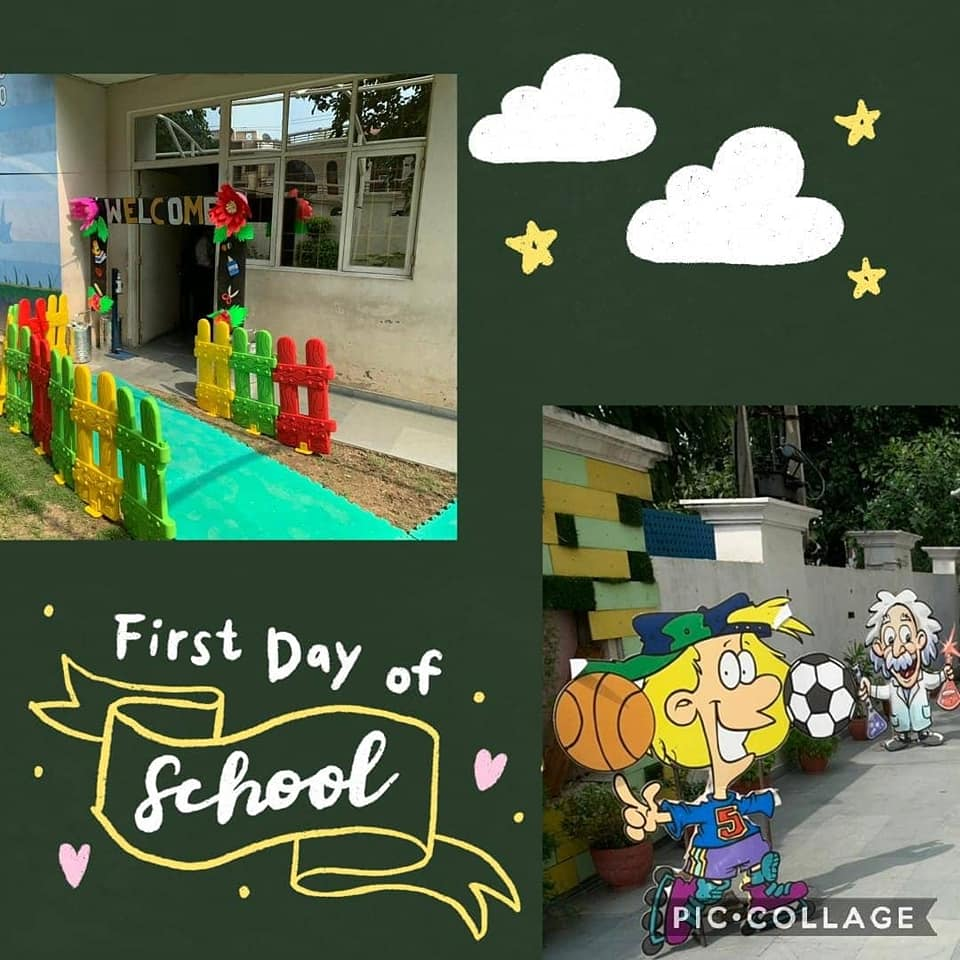 WELCOME
First Day of
School
5
PIC•COLLAGE